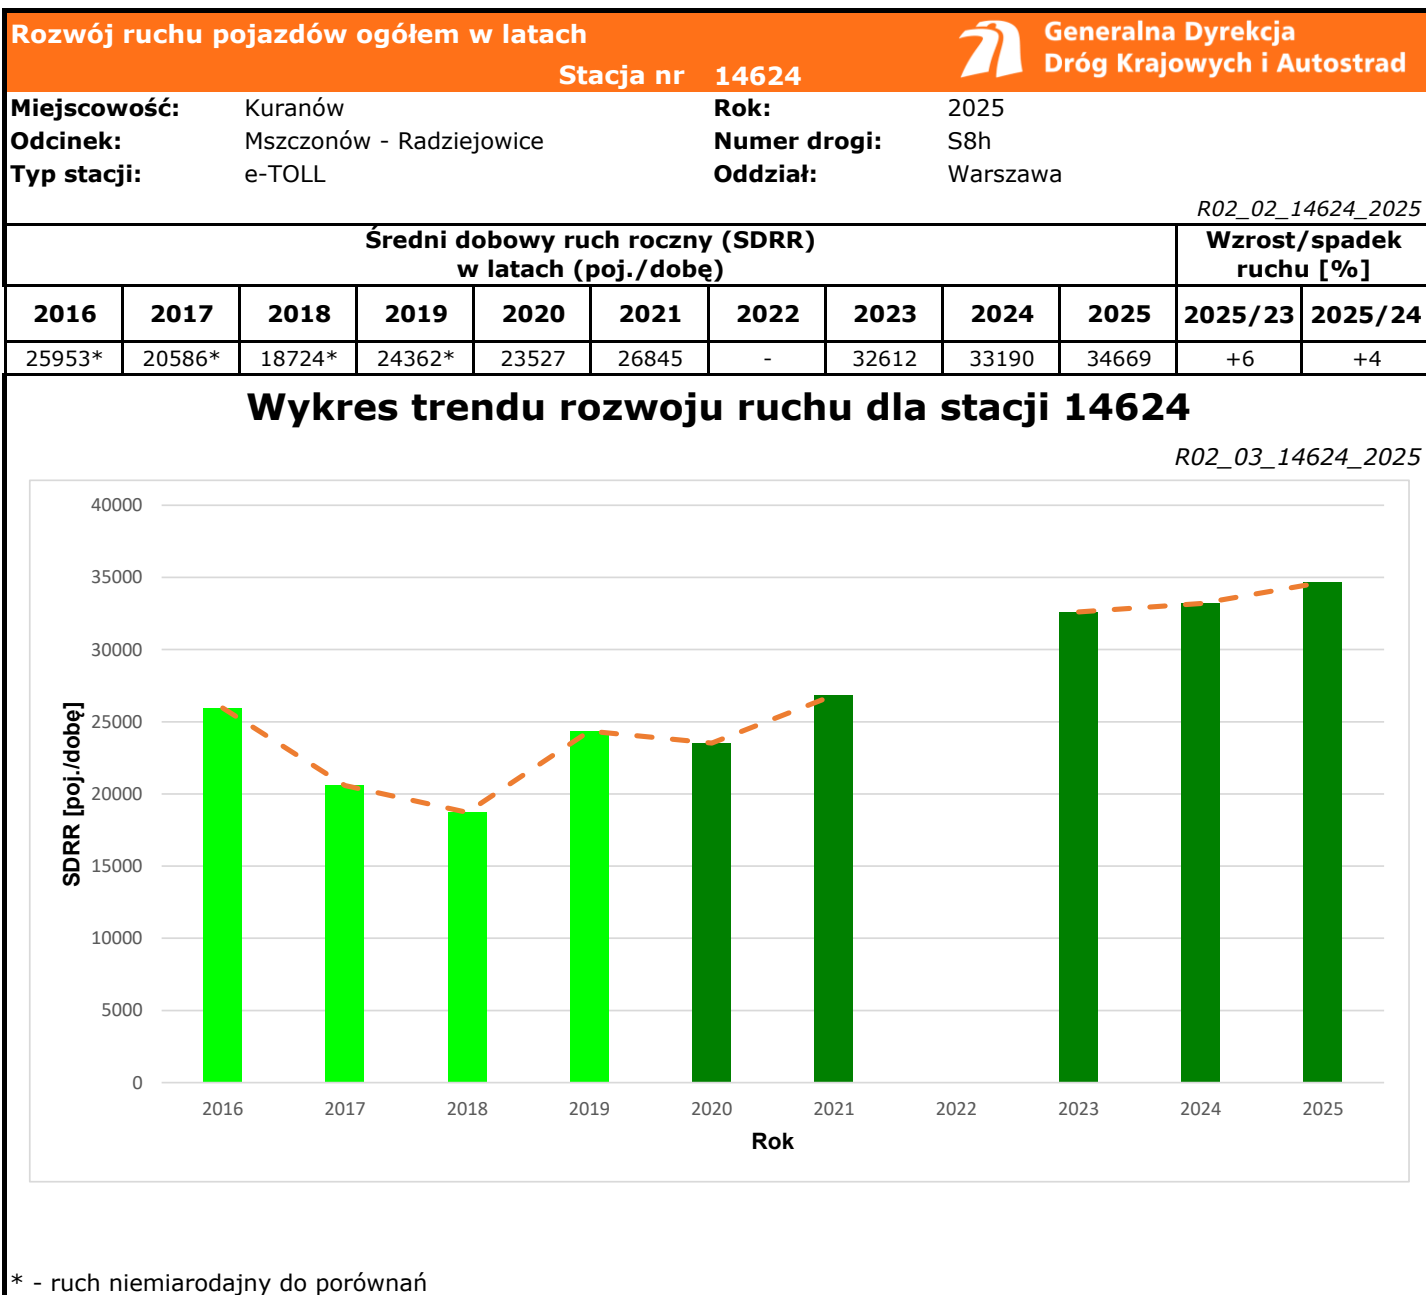 Rozwój ruchu pojazdów ogółem w latach
Stacja nr 14624
Generalna Dyrekcja
Dróg Krajowych i Autostrad
Miejscowość: Kuranów Rok: 2025
Odcinek: Mszczonów - Radziejowice Numer drogi: S8h
Typ stacji: e-TOLL Oddział: Warszawa
R02_02_14624_2025
Średni dobowy ruch roczny (SDRR)
w latach (poj./dobę)
Wzrost/spadek
ruchu [%]
2016 2017 2018 2019 2020 2021 2022 2023 2024 2025 2025/23 2025/24
25953* 20586* 18724* 24362* 23527 26845 - 32612 33190 34669 +6 +4
Wykres trendu rozwoju ruchu dla stacji 14624
R02_03_14624_2025
SDRR [poj./dobę]
40000
35000
30000
25000
20000
15000
10000
5000
0
2016 2017 2018 2019 2020 2021 2022 2023 2024 2025
Rok
* - ruch niemiarodajny do porównań